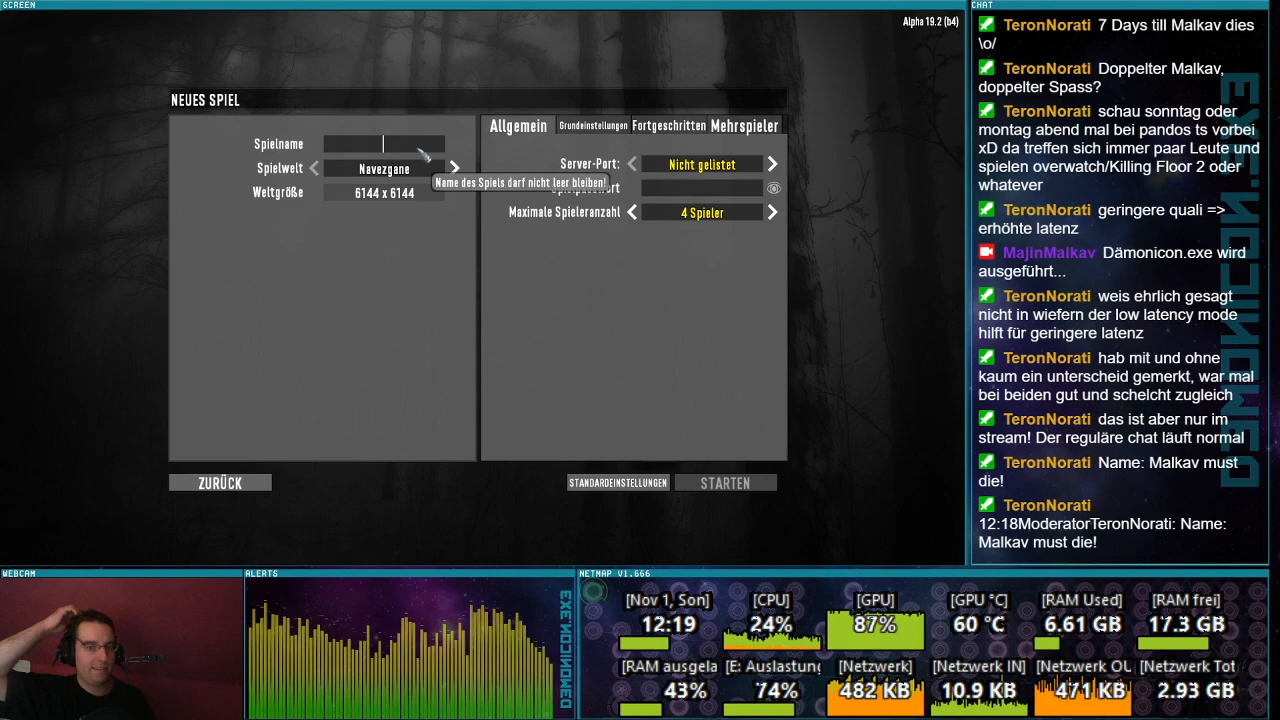 SCREEN
Alpha 19.2 (b4)
NEUES SPIEL
Spielname
Spielwelt
Navezgane
Weltgröße
6144 x 6144
Name des Spiels darf nicht leer bleiben!
Allgemein
Grundeinstellungen
Fortgeschritten
Mehrspieler
Server-Port:
Nicht gelistet
Maximale Spieleranzahl
4 Spieler
ZURÜCK
STANDARDEINSTELLUNGEN
STARTEN
CHAT
TeronNorati 7 Days till Malkav dies
\o/
TeronNorati Doppelter Malkav,
doppelter Spass?
TeronNorati schau sonntag oder
montag abend mal bei pandos ts vorbei
xD da treffen sich immer paar Leute und
spielen overwatch/Killing Floor 2 oder
whatever
TeronNorati geringere quali =>
erhöhte latenz
MajinMalkav Dämonicon.exe wird
ausgeführt...
TeronNorati weis ehrlich gesagt
nicht in wiefern der low latency mode
hilft für geringere latenz
TeronNorati hab mit und ohne
kaum ein unterscheid gemerkt, war mal
bei beiden gut und schelcht zugleich
TeronNorati das ist aber nur im
stream! Der reguläre chat läuft normal
TeronNorati Name: Malkav must
die!
TeronNorati
12:18ModeratorTeronNorati: Name:
Malkav must die!
WEBCAM
ALERTS
NETMAP V1.666
[Nov 1, Son]
12:19
[CPU]
24%
[GPU]
87%
[GPU °C]
60 °C
[RAM Used]
6.61 GB
[RAM frei]
17.3 GB
[RAM ausgela
43%
[E: Auslastung
74%
[Netzwerk]
482 KB
[Netzwerk IN]
10.9 KB
[Netzwerk OU
471 KB
[Netzwerk Tot
2.93 GB